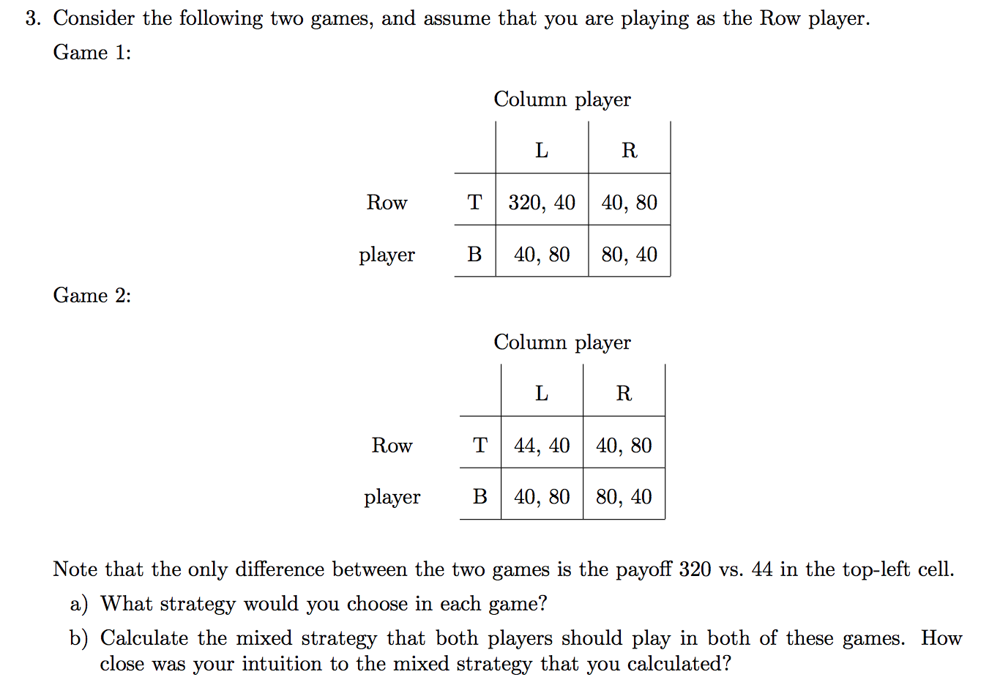 3. Consider the following two games, and assume that you are playing as the Row player.
Game 1:
Column player
L R
Row T 320, 40 40, 80
player B 40, 80 80, 40
Game 2:
Column player
L R
Row T 44, 40 40, 80
player B 40, 80 80, 40
Note that the only difference between the two games is the payoff 320 vs. 44 in the top-left cell.
a) What strategy would you choose in each game?
b) Calculate the mixed strategy that both players should play in both of these games. How
close was your intuition to the mixed strategy that you calculated?